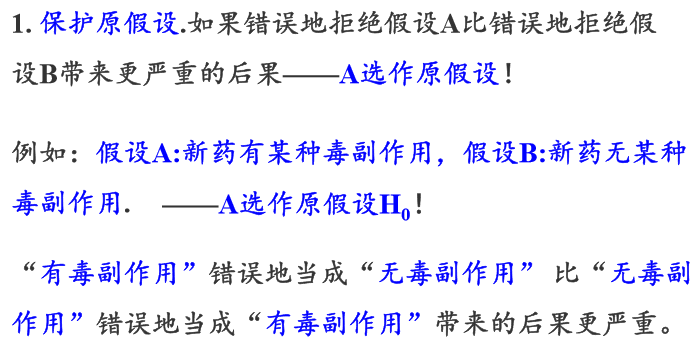 1. 保护原假设.如果错误地拒绝假设A比错误地拒绝假
设B带来更严重的后果——A选作原假设！
例如：假设A:新药有某种毒副作用，假设B:新药无某种
毒副作用. ——A选作原假设H₀！
“有毒副作用”错误地当成“无毒副作用” 比“无毒副
作用”错误地当成“有毒副作用”带来的后果更严重。